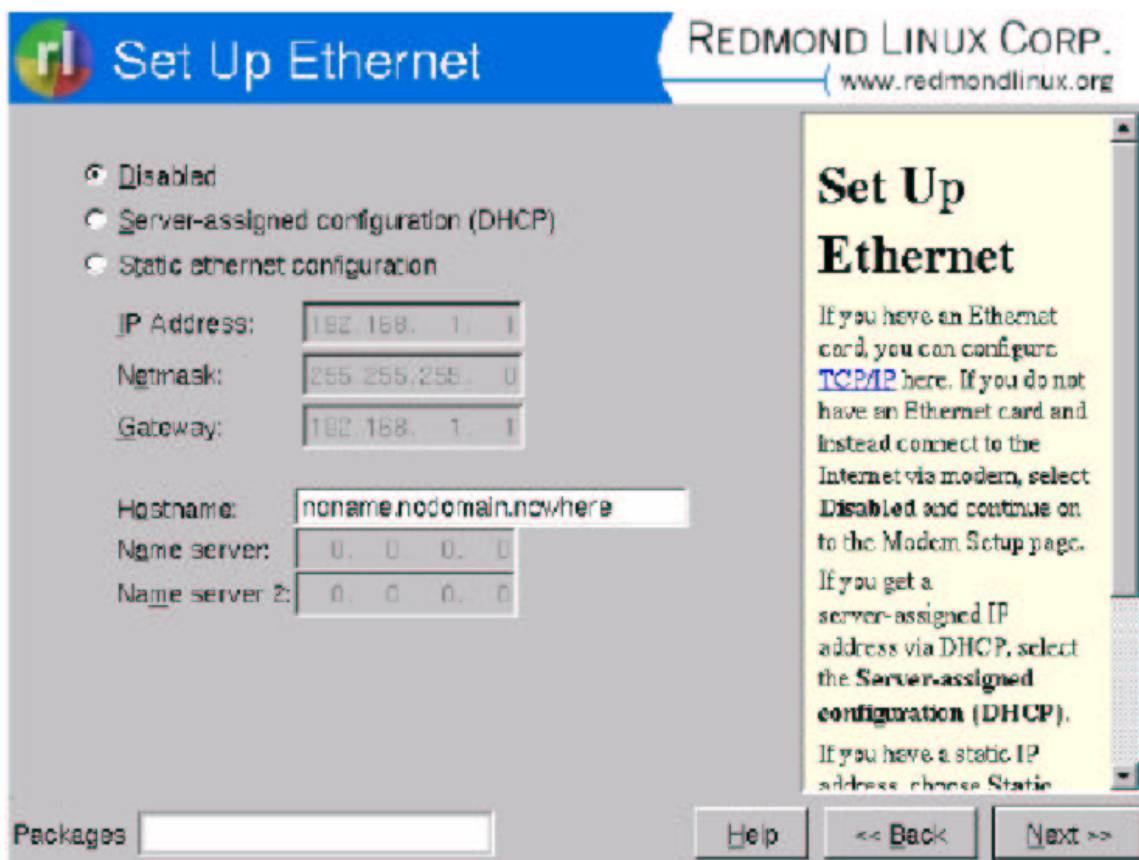 rl
Set Up Ethernet
REDMOND LINUX CORP.
www.redmondlinux.org
Disabled
Server-assigned configuration (DHCP)
Static ethernet configuration
IP Address: 192.168. 1. 1
Netmask: 255.255.255. 0
Gateway: 192.168. 1. 1
Hostname: noname.nodomain.nowhere
Name server: 0. 0. 0. 0
Name server 2: 0. 0 0. 0
Set Up
Ethernet
If you have an Ethernet
card, you can configure
TCP/IP here. If you do not
have an Ethernet card and
instead connect to the
Internet via modem, select
Disabled and continue on
to the Modem Setup page.
If you get a
server-assigned IP
address via DHCP, select
the Server-assigned
configuration (DHCP).
If you have a static IP
address, choose Static
Packages
Help
<< Back
Next >>